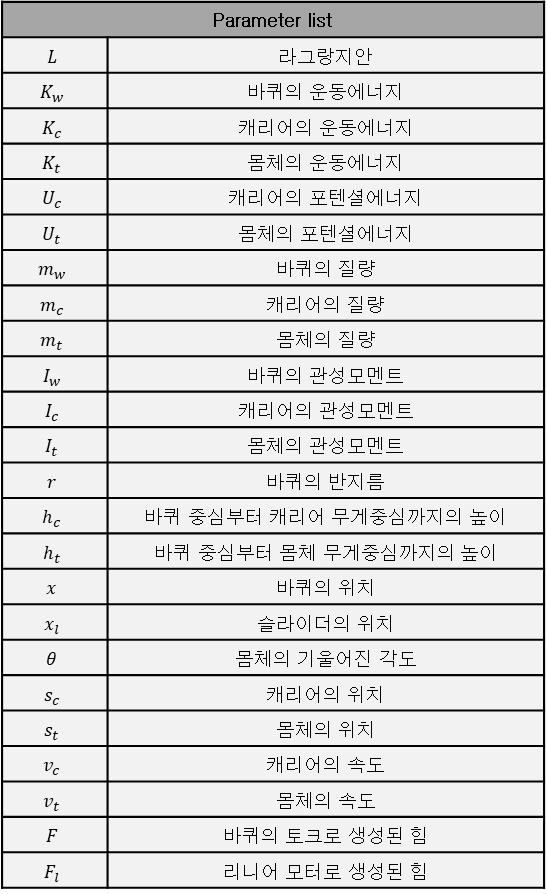 Parameter list
L 라그랑지안
K_w 바퀴의 운동에너지
K_c 캐리어의 운동에너지
K_t 몸체의 운동에너지
U_c 캐리어의 포텐셜에너지
U_t 몸체의 포텐셜에너지
m_w 바퀴의 질량
m_c 캐리어의 질량
m_t 몸체의 질량
I_w 바퀴의 관성모멘트
I_c 캐리어의 관성모멘트
I_t 몸체의 관성모멘트
r 바퀴의 반지름
h_c 바퀴 중심부터 캐리어 무게중심까지의 높이
h_t 바퀴 중심부터 몸체 무게중심까지의 높이
x 바퀴의 위치
x_l 슬라이더의 위치
θ 몸체의 기울어진 각도
s_c 캐리어의 위치
s_t 몸체의 위치
v_c 캐리어의 속도
v_t 몸체의 속도
F 바퀴의 토크로 생성된 힘
F_l 리니어 모터로 생성된 힘